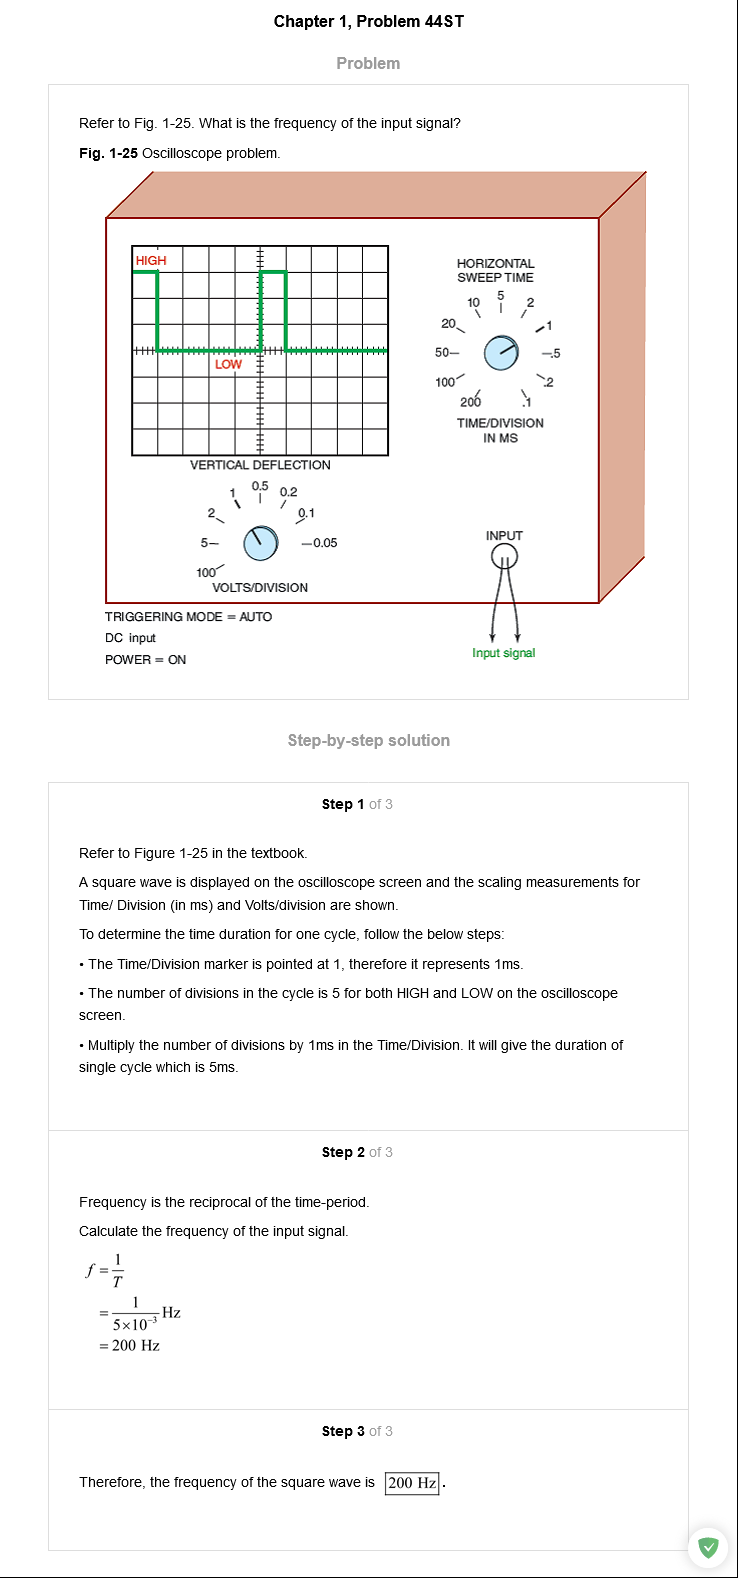 Chapter 1, Problem 44ST
Problem
Refer to Fig. 1-25. What is the frequency of the input signal?
Fig. 1-25 Oscilloscope problem.
HIGH
LOW
HORIZONTAL
SWEEP TIME
10 5 2
20 1
50 .5
100 .2
200 .1
TIME/DIVISION
IN MS
VERTICAL DEFLECTION
1 0.5 0.2
2 0.1
5 0.05
100
VOLTS/DIVISION
INPUT
TRIGGERING MODE = AUTO
DC input
POWER = ON
Input signal
Step-by-step solution
Step 1 of 3
Refer to Figure 1-25 in the textbook.
A square wave is displayed on the oscilloscope screen and the scaling measurements for
Time/ Division (in ms) and Volts/division are shown.
To determine the time duration for one cycle, follow the below steps:
• The Time/Division marker is pointed at 1, therefore it represents 1ms.
• The number of divisions in the cycle is 5 for both HIGH and LOW on the oscilloscope
screen.
• Multiply the number of divisions by 1ms in the Time/Division. It will give the duration of
single cycle which is 5ms.
Step 2 of 3
Frequency is the reciprocal of the time-period.
Calculate the frequency of the input signal.
f = 1/T
= 1/(5×10⁻³) Hz
= 200 Hz
Step 3 of 3
Therefore, the frequency of the square wave is 200 Hz.